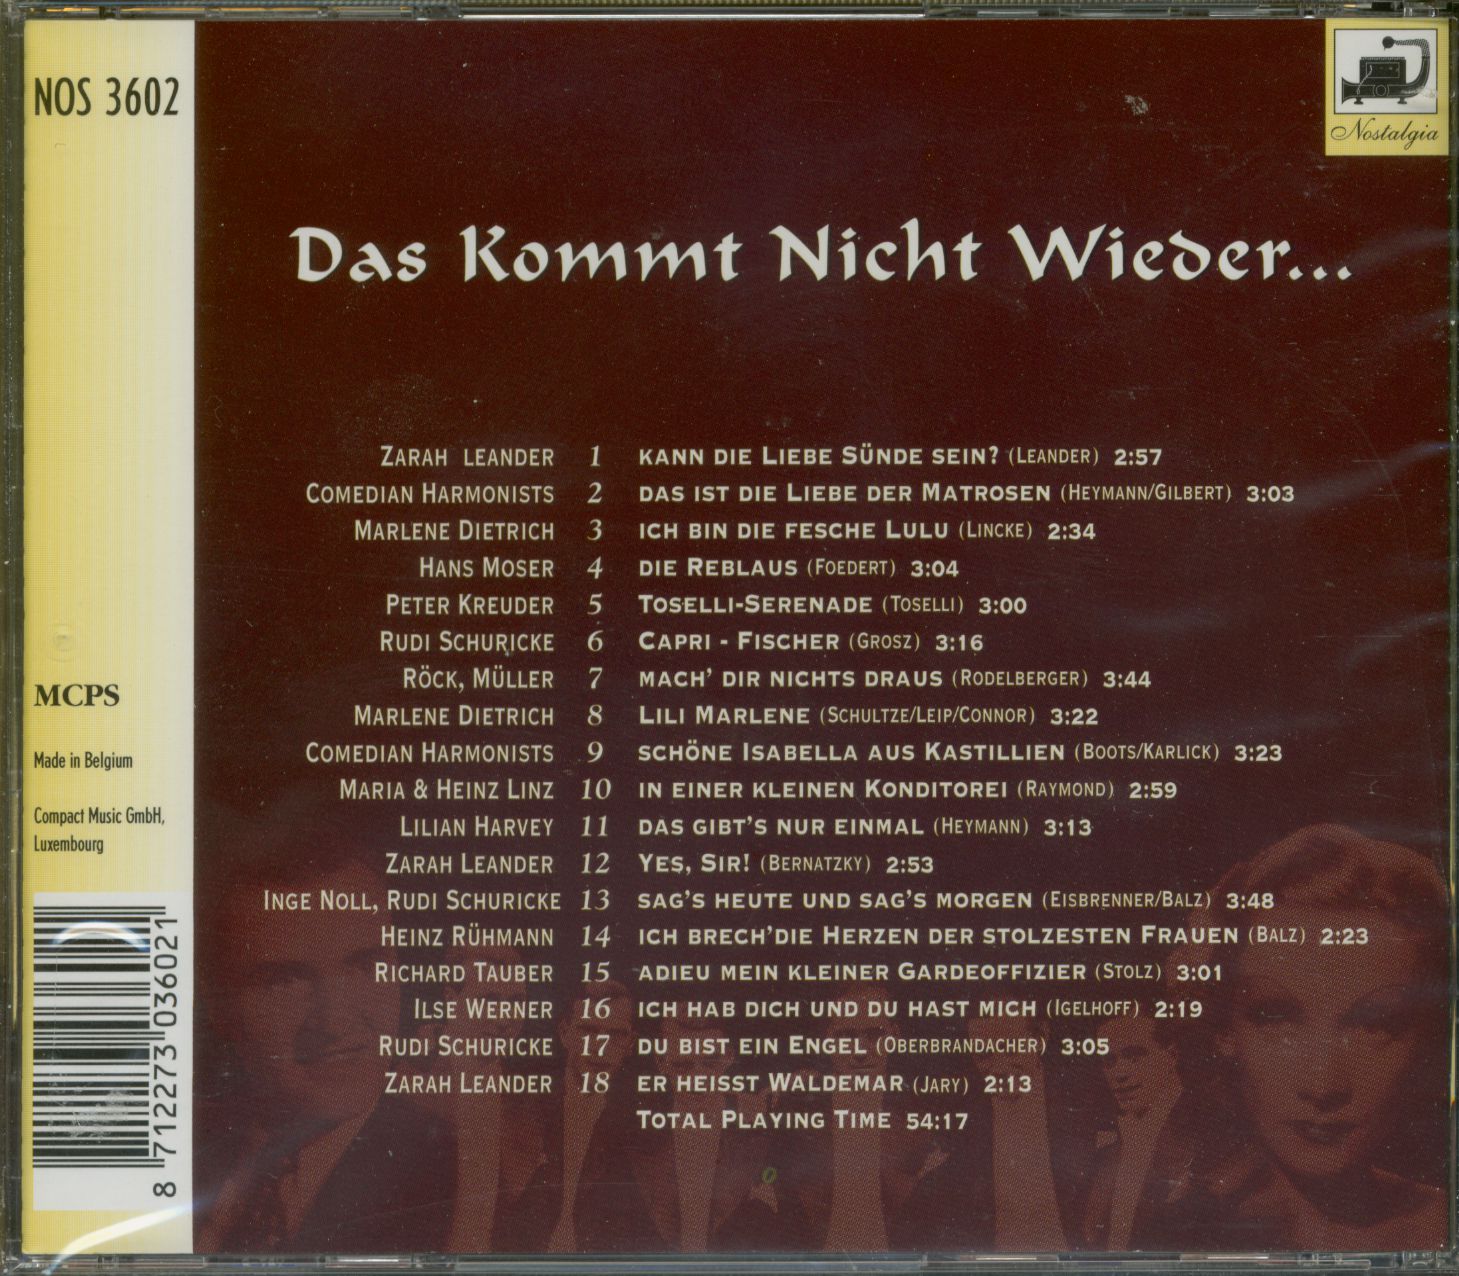 NOS 3602
Nostalgia
Das Kommt Nicht Wieder...
ZARAH LEANDER 1 KANN DIE LIEBE SÜNDE SEIN? (LEANDER) 2:57
COMEDIAN HARMONISTS 2 DAS IST DIE LIEBE DER MATROSEN (HEYMANN/GILBERT) 3:03
MARLENE DIETRICH 3 ICH BIN DIE FESCHE LULU (LINCKE) 2:34
HANS MOSER 4 DIE REBLAUS (FOEDERT) 3:04
PETER KREUDER 5 TOSELLI-SERENADE (TOSELLI) 3:00
RUDI SCHURICKE 6 CAPRI - FISCHER (GROSZ) 3:16
RÖCK, MÜLLER 7 MACH' DIR NICHTS DRAUS (RODELBERGER) 3:44
MARLENE DIETRICH 8 LILI MARLENE (SCHULTZE/LEIP/CONNOR) 3:22
COMEDIAN HARMONISTS 9 SCHÖNE ISABELLA AUS KASTILLIEN (BOOTS/KARLICK) 3:23
MARIA & HEINZ LINZ 10 IN EINER KLEINEN KONDITOREI (RAYMOND) 2:59
LILIAN HARVEY 11 DAS GIBT'S NUR EINMAL (HEYMANN) 3:13
ZARAH LEANDER 12 YES, SIR! (BERNATZKY) 2:53
INGE NOLL, RUDI SCHURICKE 13 SAG'S HEUTE UND SAG'S MORGEN (EISBRENNER/BALZ) 3:48
HEINZ RÜHMANN 14 ICH BRECH'DIE HERZEN DER STOLZESTEN FRAUEN (BALZ) 2:23
RICHARD TAUBER 15 ADIEU MEIN KLEINER GARDEOFFIZIER (STOLZ) 3:01
ILSE WERNER 16 ICH HAB DICH UND DU HAST MICH (IGELHOFF) 2:19
RUDI SCHURICKE 17 DU BIST EIN ENGEL (OBERBRANDACHER) 3:05
ZARAH LEANDER 18 ER HEISST WALDEMAR (JARY) 2:13
TOTAL PLAYING TIME 54:17
MCPS
Made in Belgium
Compact Music GmbH,
Luxembourg
8 712273 036021